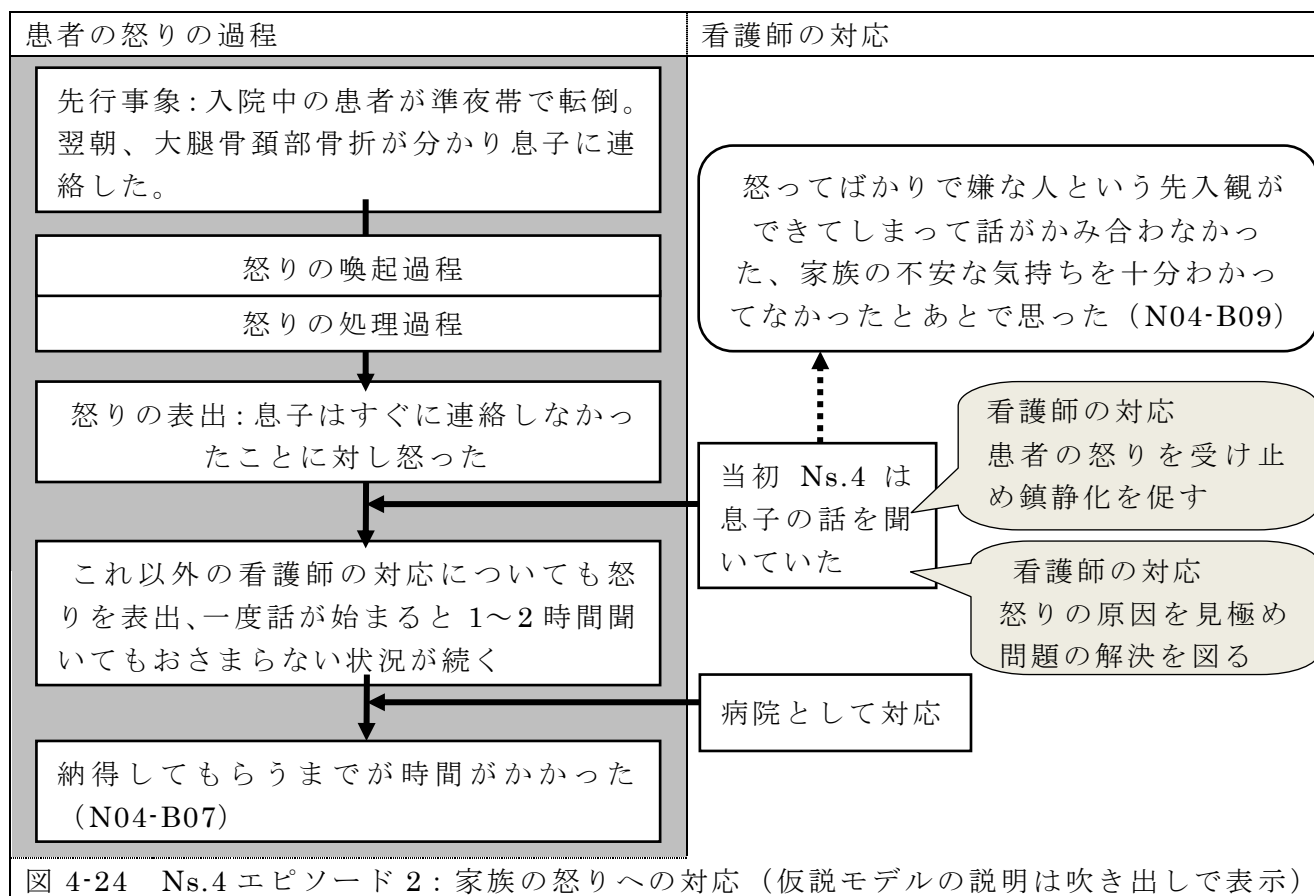 患者の怒りの過程
看護師の対応
先行事象：入院中の患者が準夜帯で転倒。
翌朝、大腿骨頚部骨折が分かり息子に連
絡した。
怒りの喚起過程
怒りの処理過程
怒りの表出：息子はすぐに連絡しなかっ
たことに対し怒った
これ以外の看護師の対応についても怒
りを表出、一度話が始まると 1～2 時間聞
いてもおさまらない状況が続く
納得してもらうまでが時間がかかった
（N04-B07）
怒ってばかりで嫌な人という先入観が
できてしまって話がかみ合わなかっ
た、家族の不安な気持ちを十分わかっ
てなかったとあとで思った（N04-B09）
当初 Ns.4 は
息子の話を聞
いていた
看護師の対応
患者の怒りを受け止
め鎮静化を促す
看護師の対応
怒りの原因を見極め
問題の解決を図る
病院として対応
図 4-24　Ns.4 エピソード 2：家族の怒りへの対応（仮説モデルの説明は吹き出しで表示）